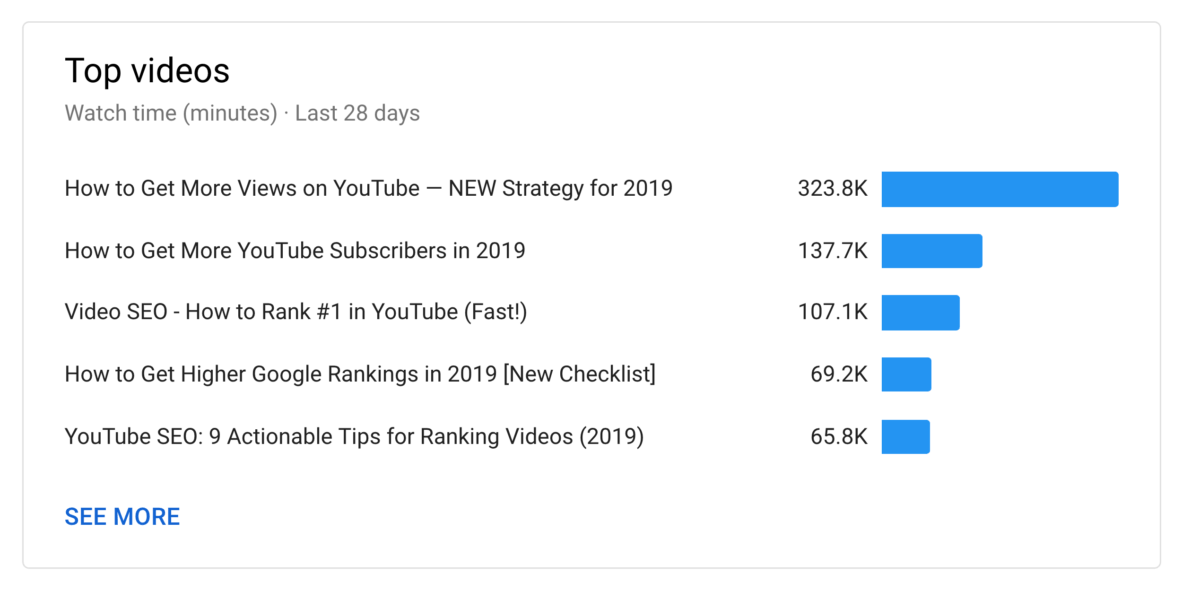 Top videos
Watch time (minutes) · Last 28 days
How to Get More Views on YouTube — NEW Strategy for 2019 323.8K
How to Get More YouTube Subscribers in 2019 137.7K
Video SEO - How to Rank #1 in YouTube (Fast!) 107.1K
How to Get Higher Google Rankings in 2019 [New Checklist] 69.2K
YouTube SEO: 9 Actionable Tips for Ranking Videos (2019) 65.8K
SEE MORE